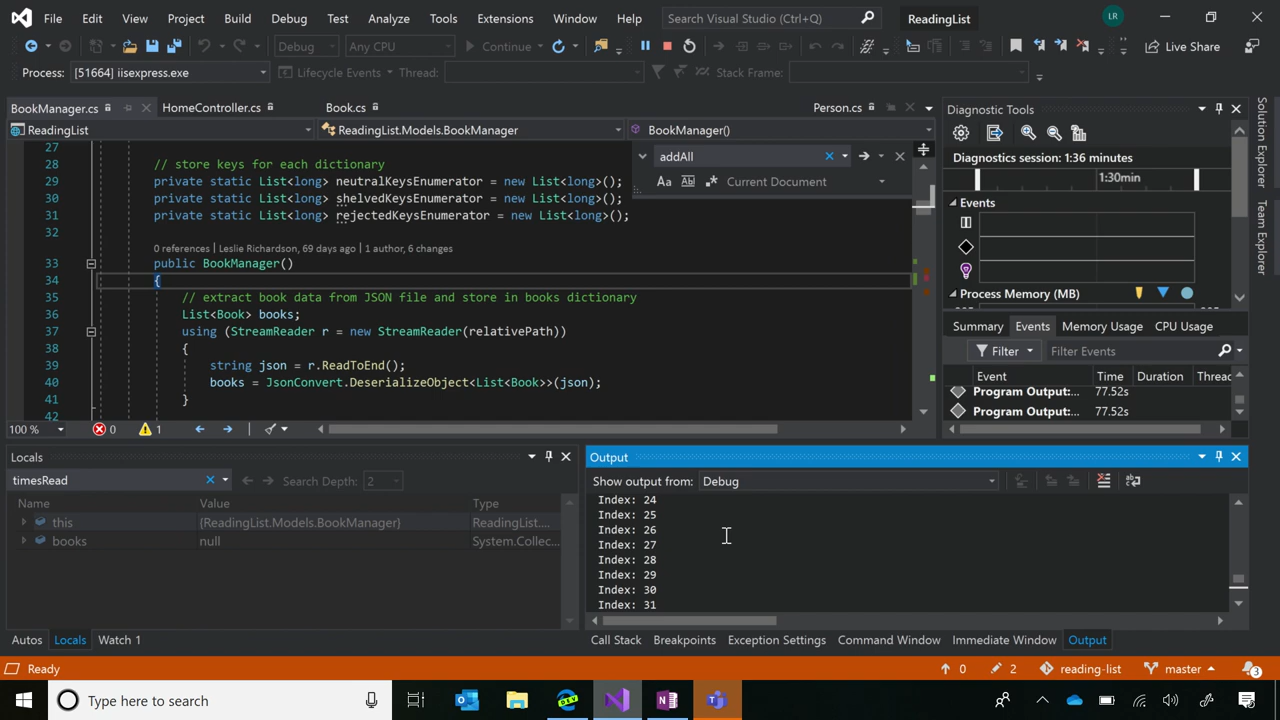 File Edit View Project Build Debug Test Analyze Tools Extensions Window Help Search Visual Studio (Ctrl+Q) ReadingList LR
Debug Any CPU Continue Live Share
Process: [51664] iisexpress.exe Lifecycle Events Thread: Stack Frame:
BookManager.cs HomeController.cs Book.cs Person.cs
ReadingList ReadingList.Models.BookManager BookManager()
addAll
Aa Ab Current Document
27
28 // store keys for each dictionary
29 private static List<long> neutralKeysEnumerator = new List<long>();
30 private static List<long> shelvedKeysEnumerator = new List<long>();
31 private static List<long> rejectedKeysEnumerator = new List<long>();
32
0 references | Leslie Richardson, 69 days ago | 1 author, 6 changes
33 public BookManager()
34 {
35 // extract book data from JSON file and store in books dictionary
36 List<Book> books;
37 using (StreamReader r = new StreamReader(relativePath))
38 {
39 string json = r.ReadToEnd();
40 books = JsonConvert.DeserializeObject<List<Book>>(json);
41 }
42
100 % 0 1
Diagnostic Tools
Diagnostics session: 1:36 minutes
1:30min
Events
Process Memory (MB)
Summary Events Memory Usage CPU Usage
Filter Filter Events
Event Time Duration Thread
Program Output:... 77.52s
Program Output:... 77.52s
Solution Explorer
Team Explorer
Locals
timesRead Search Depth: 2
Name Value Type
this {ReadingList.Models.BookManager} ReadingList....
books null System.Collec...
Autos Locals Watch 1
Output
Show output from: Debug
Index: 24
Index: 25
Index: 26
Index: 27
Index: 28
Index: 29
Index: 30
Index: 31
Call Stack Breakpoints Exception Settings Command Window Immediate Window Output
Ready 0 2 reading-list master 3
Type here to search